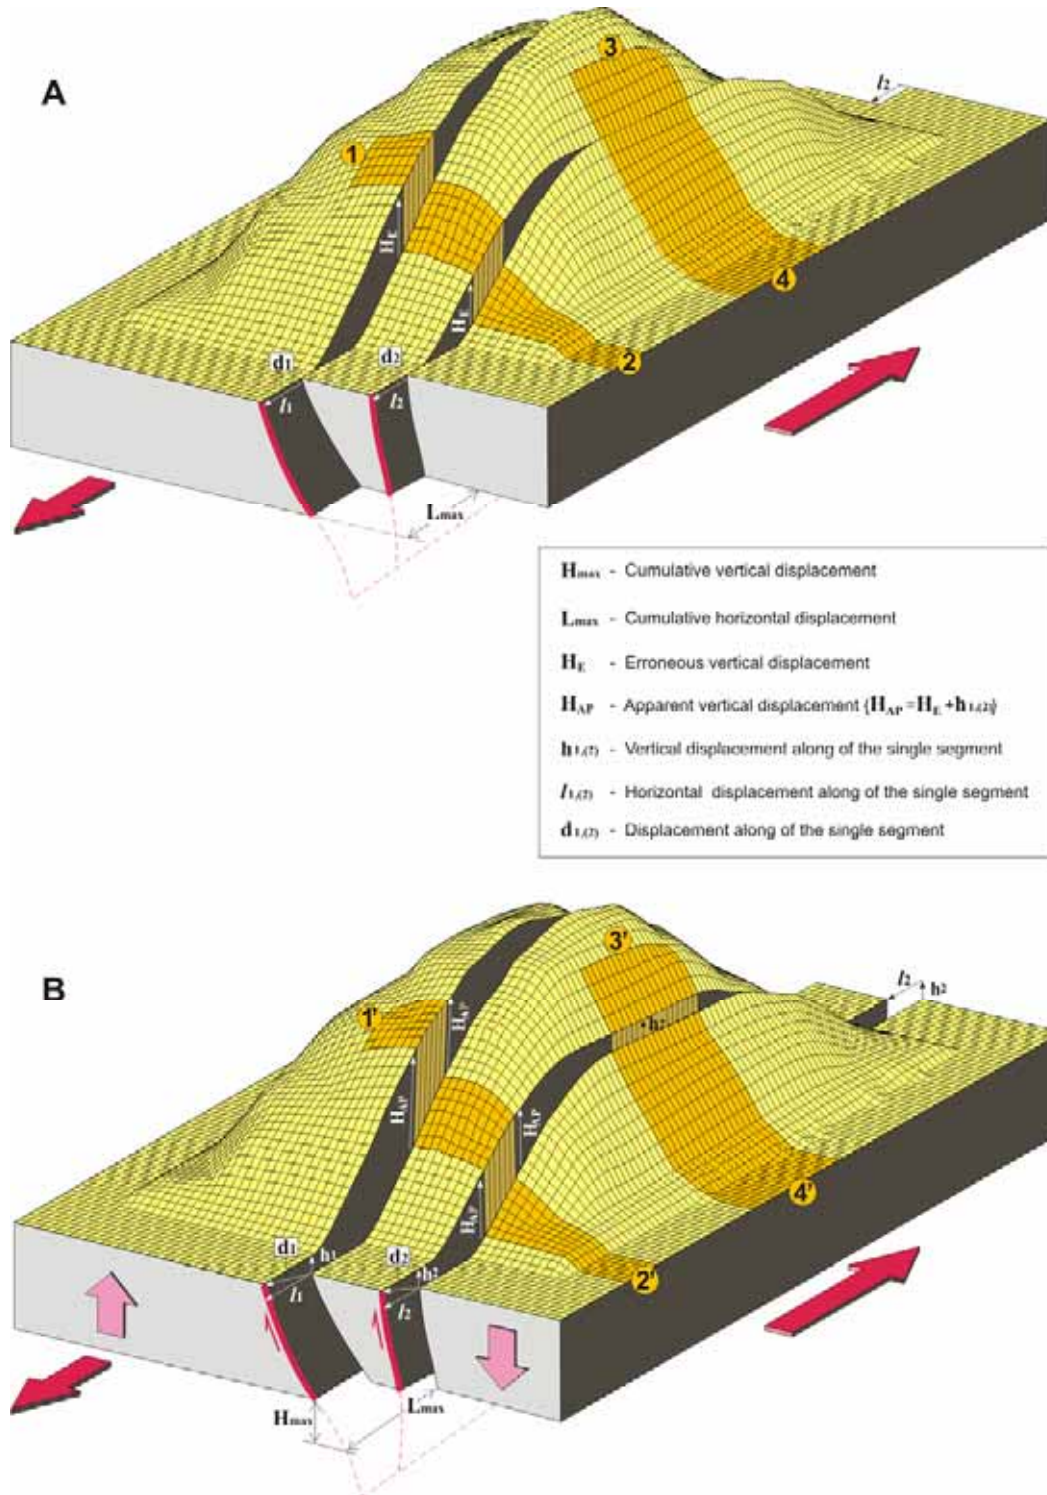 A
3
l2
1
HE
HE
4
2
d1
d2
l1
l2
Lmax
Hmax - Cumulative vertical displacement
Lmax - Cumulative horizontal displacement
HE - Erroneous vertical displacement
HAP - Apparent vertical displacement {HAP =HE +h1,(2)}
h1,(2) - Vertical displacement along of the single segment
l1,(2) - Horizontal displacement along of the single segment
d1,(2) - Displacement along of the single segment
B
3'
l2
h2
1'
HAP
h2
HAP
HAP
HAP
4'
2'
d1
h1
d2
h2
l1
l2
Hmax
Lmax